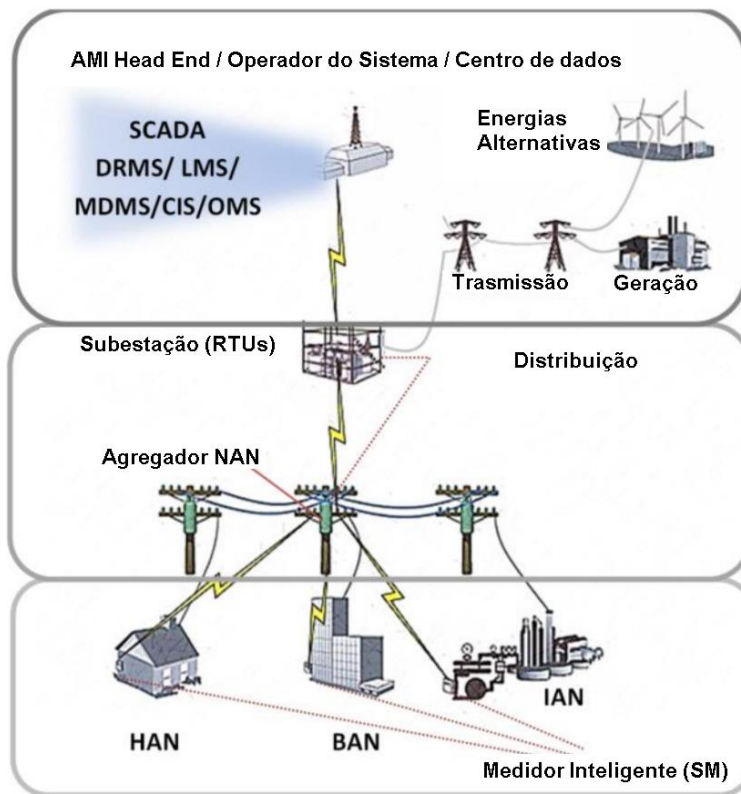 AMI Head End / Operador do Sistema / Centro de dados
SCADA
DRMS/ LMS/
MDMS/CIS/OMS
Energias
Alternativas
Trasmissão
Geração
Subestação (RTUs)
Distribuição
Agregador NAN
HAN
BAN
IAN
Medidor Inteligente (SM)